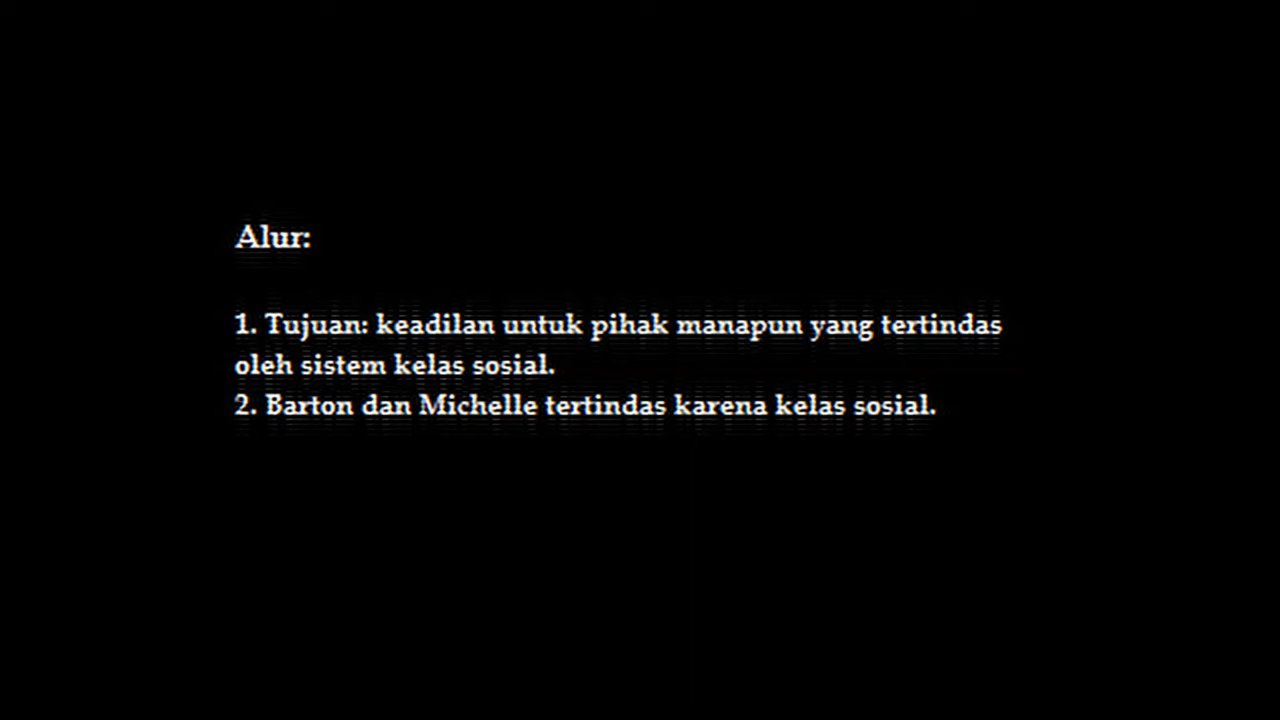 Alur:
1. Tujuan: keadilan untuk pihak manapun yang tertindas
oleh sistem kelas sosial.
2. Barton dan Michelle tertindas karena kelas sosial.